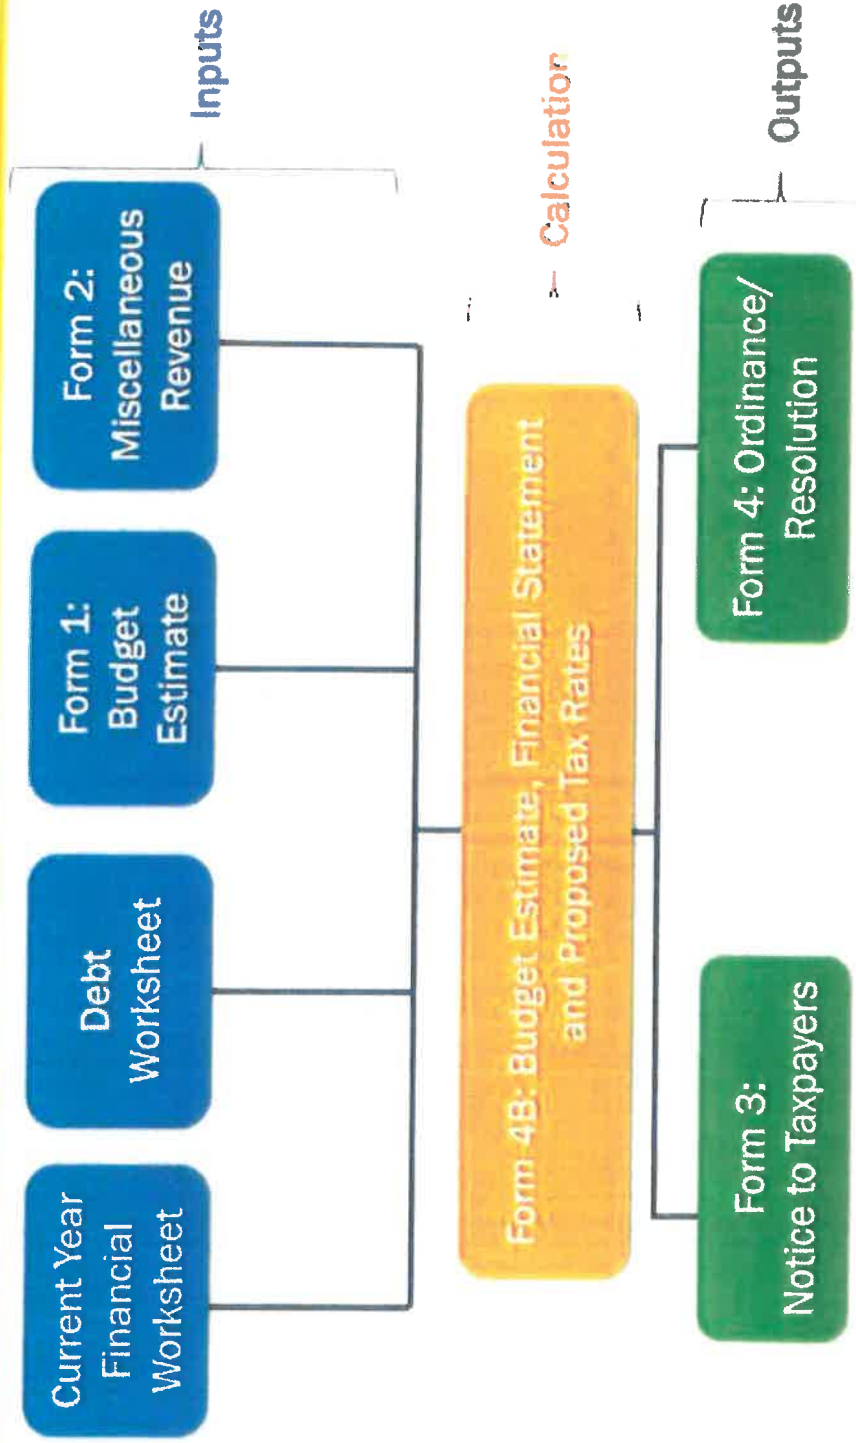 Current Year
Financial
Worksheet
Debt
Worksheet
Form 1:
Budget
Estimate
Form 2:
Miscellaneous
Revenue
Inputs
Form 4B: Budget Estimate, Financial Statement
and Proposed Tax Rates
Calculation
Form 3:
Notice to Taxpayers
Form 4: Ordinance/
Resolution
Outputs